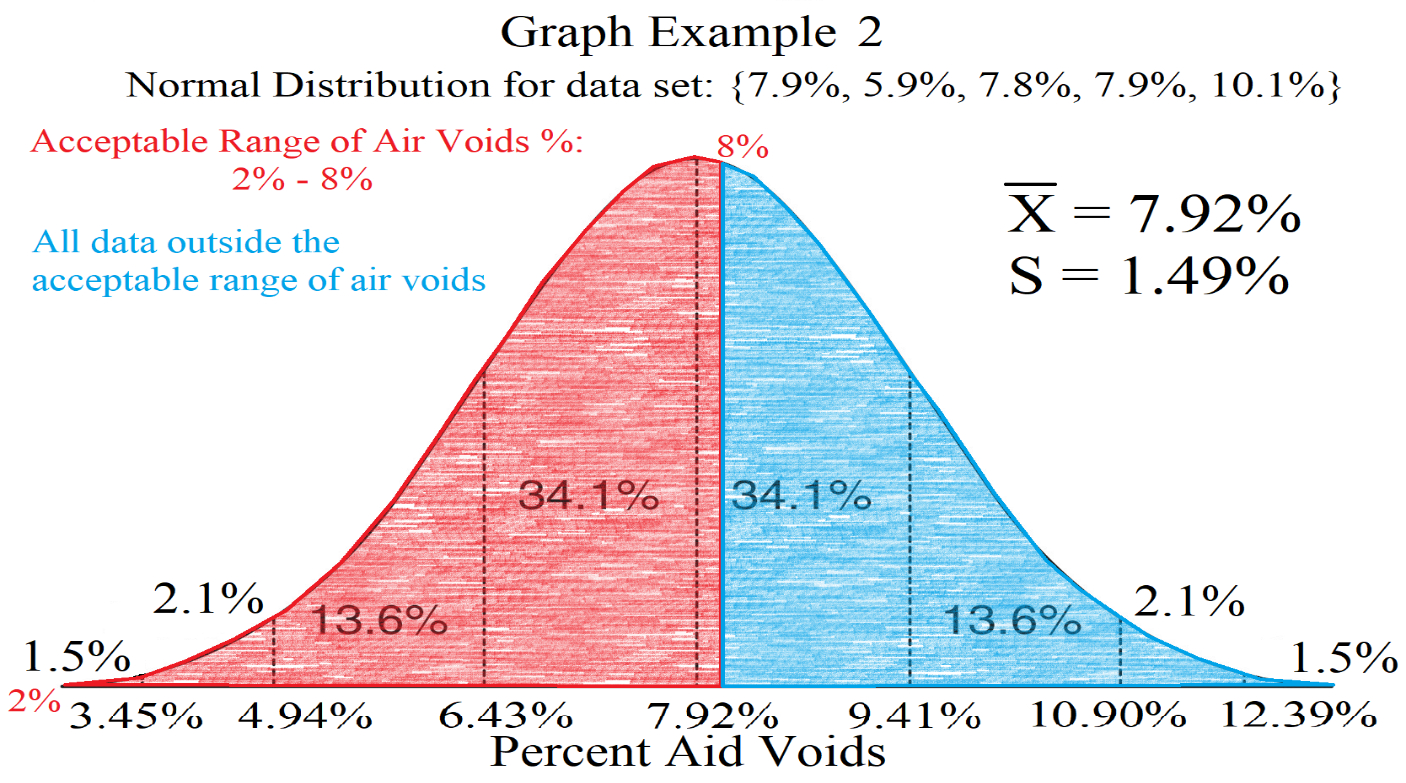 Graph Example 2
Normal Distribution for data set: {7.9%, 5.9%, 7.8%, 7.9%, 10.1%}
Acceptable Range of Air Voids %:
2% - 8%
8%
All data outside the
acceptable range of air voids
X = 7.92%
S = 1.49%
34.1% 34.1%
2.1% 13.6% 13.6% 2.1%
1.5% 1.5%
2% 3.45% 4.94% 6.43% 7.92% 9.41% 10.90% 12.39%
Percent Aid Voids